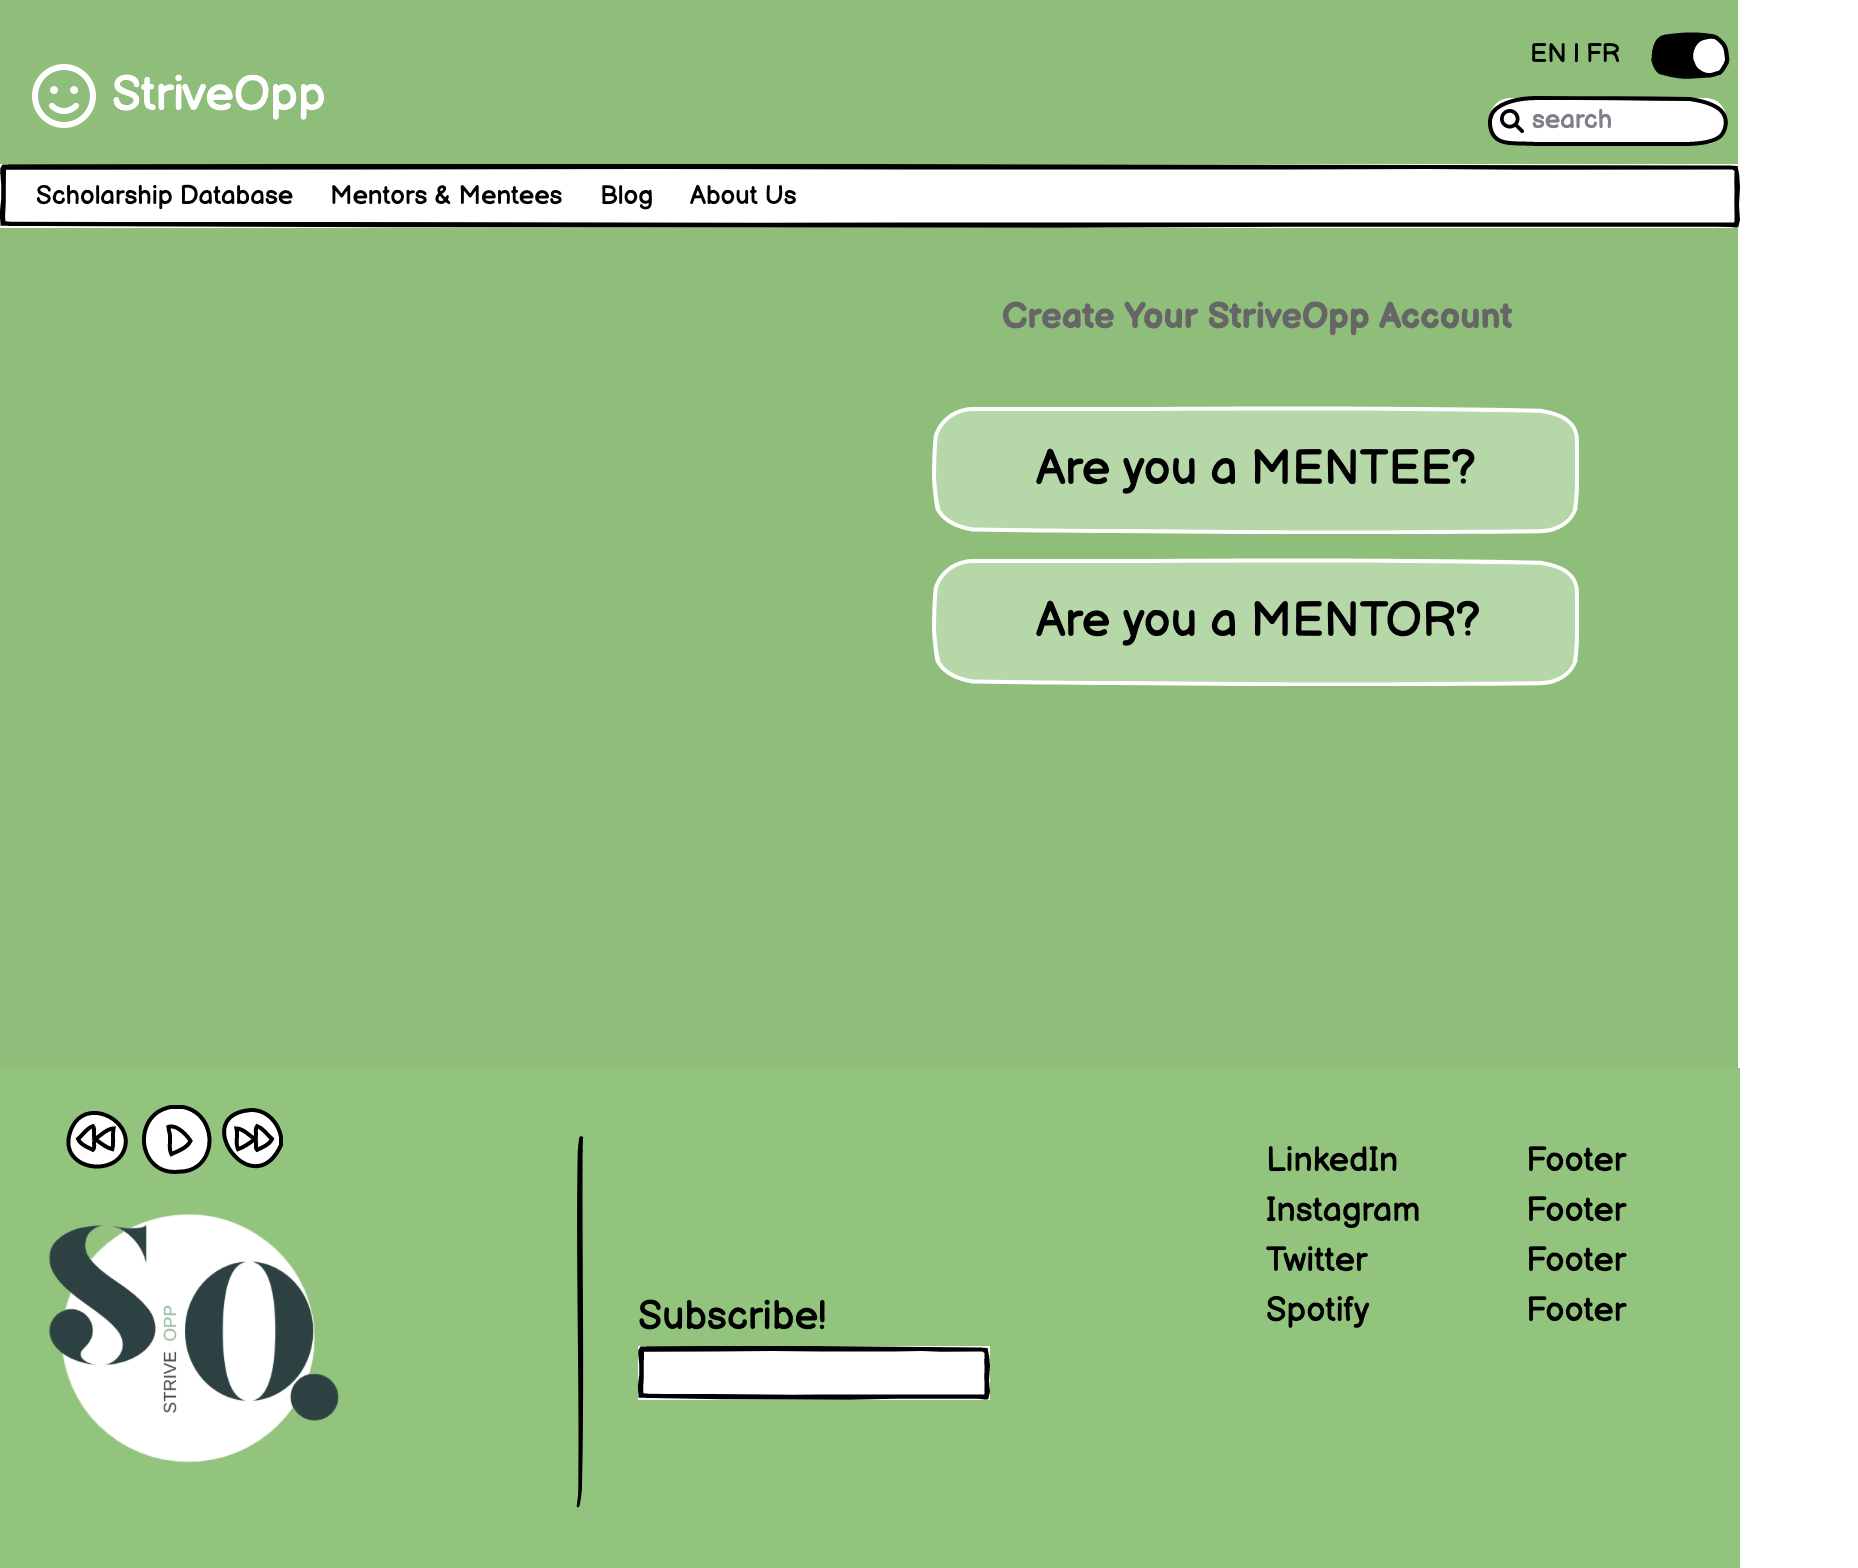 EN | FR
StriveOpp
search
Scholarship Database
Mentors & Mentees
Blog
About Us
Create Your StriveOpp Account
Are you a MENTEE?
Are you a MENTOR?
So.
STRIVE OPP
Subscribe!
LinkedIn
Instagram
Twitter
Spotify
Footer
Footer
Footer
Footer